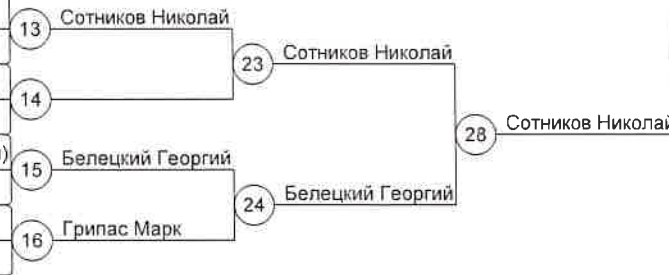 13 Сотников Николай
23 Сотников Николай
14
28 Сотников Николай
15 Белецкий Георгий
24 Белецкий Георгий
16 Грипас Марк